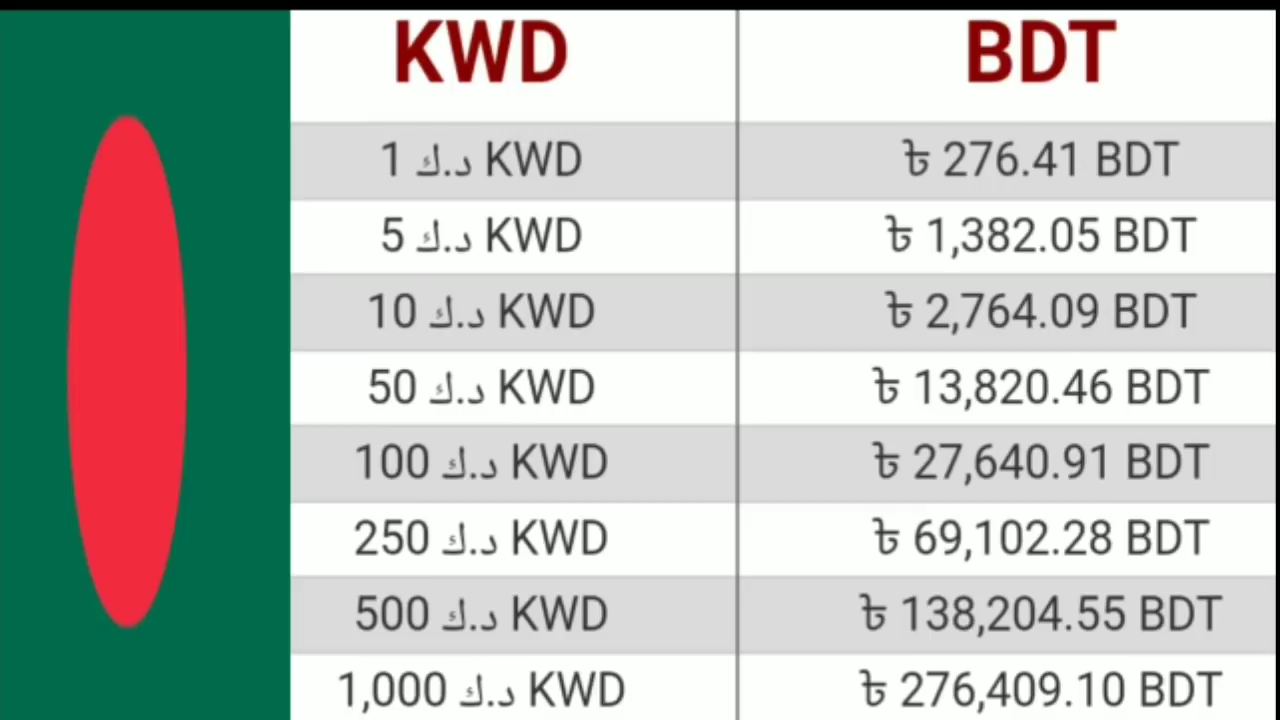 KWD BDT
1 د.ك KWD ৳ 276.41 BDT
5 د.ك KWD ৳ 1,382.05 BDT
10 د.ك KWD ৳ 2,764.09 BDT
50 د.ك KWD ৳ 13,820.46 BDT
100 د.ك KWD ৳ 27,640.91 BDT
250 د.ك KWD ৳ 69,102.28 BDT
500 د.ك KWD ৳ 138,204.55 BDT
1,000 د.ك KWD ৳ 276,409.10 BDT